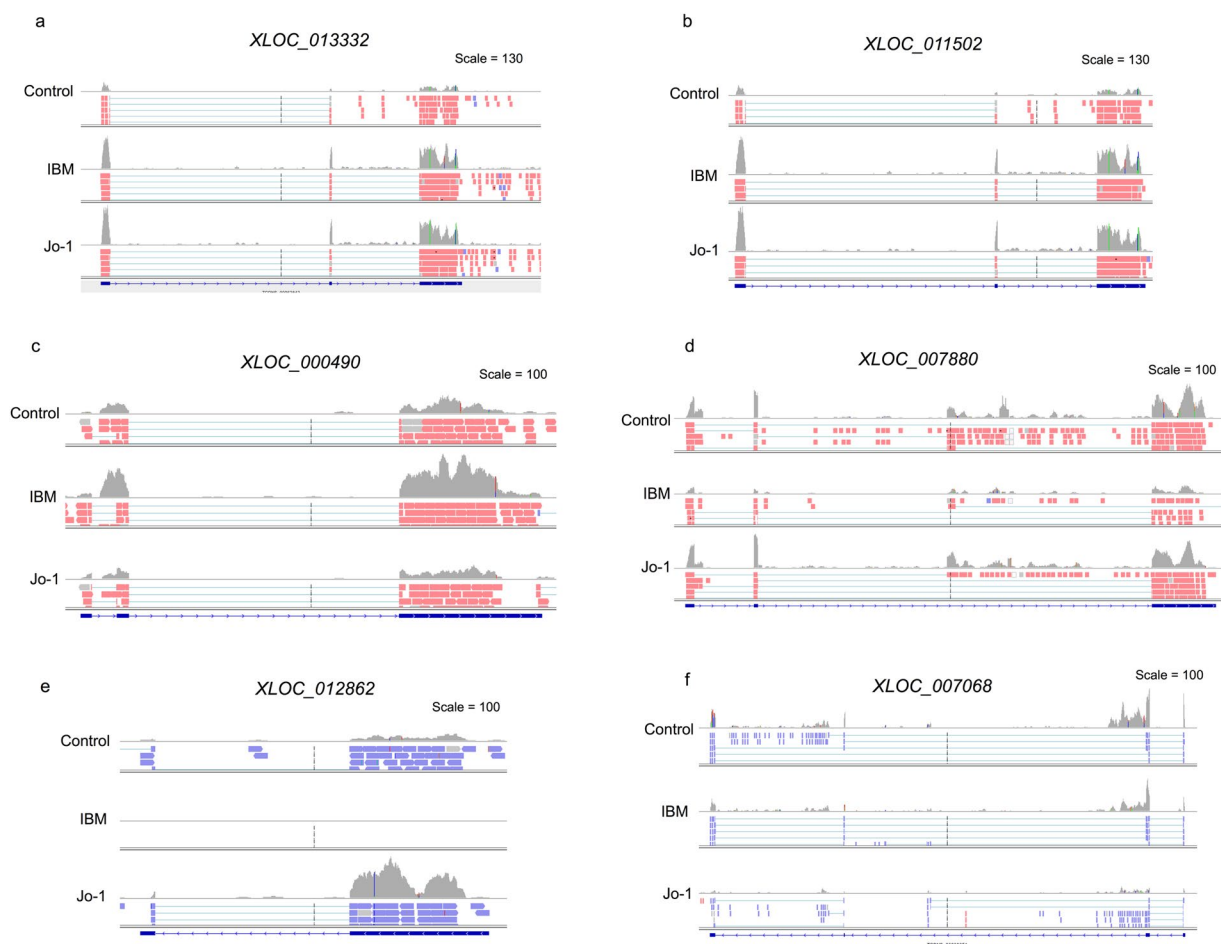 a
XLOC_013332
Scale = 130
Control
IBM
Jo-1
b
XLOC_011502
Scale = 130
Control
IBM
Jo-1
c
XLOC_000490
Scale = 100
Control
IBM
Jo-1
d
XLOC_007880
Scale = 100
Control
IBM
Jo-1
e
XLOC_012862
Scale = 100
Control
IBM
Jo-1
f
XLOC_007068
Scale = 100
Control
IBM
Jo-1